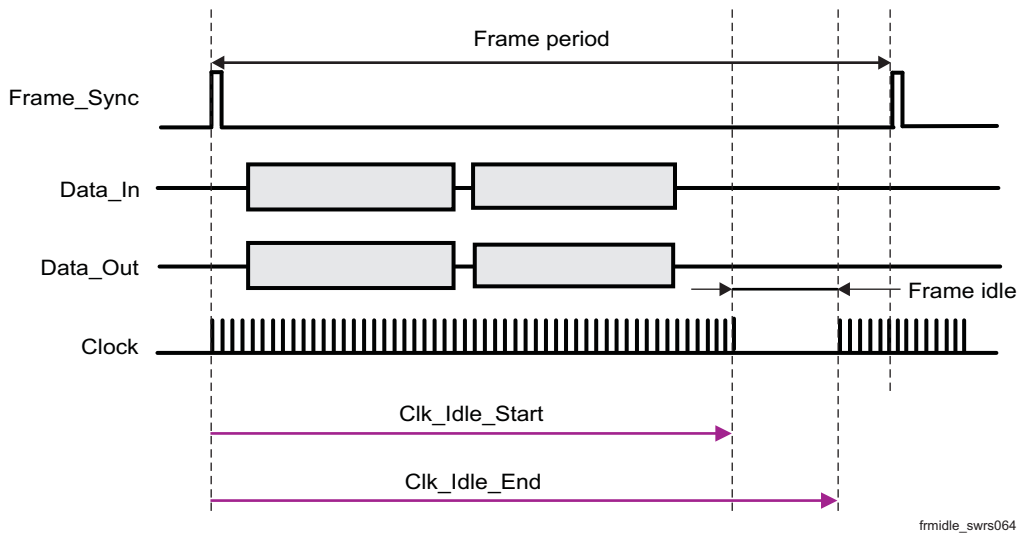 Frame period
Frame_Sync
Data_In
Data_Out
Frame idle
Clock
Clk_Idle_Start
Clk_Idle_End
frmidle_swrs064